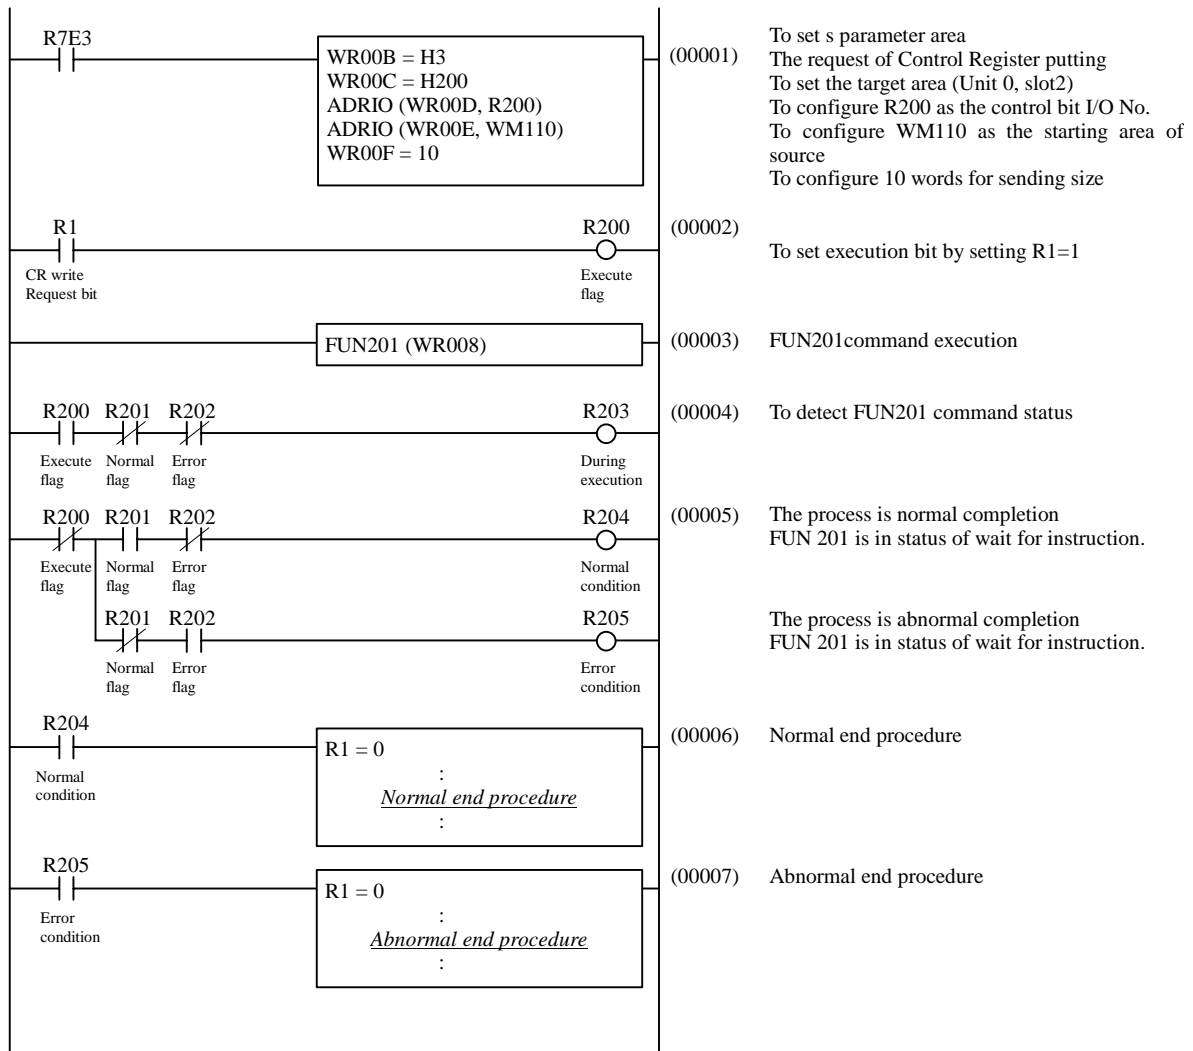 R7E3
WR00B = H3
WR00C = H200
ADRIO (WR00D, R200)
ADRIO (WR00E, WM110)
WR00F = 10
(00001)
To set s parameter area
The request of Control Register putting
To set the target area (Unit 0, slot2)
To configure R200 as the control bit I/O No.
To configure WM110 as the starting area of
source
To configure 10 words for sending size
R1
R200
(00002)
To set execution bit by setting R1=1
CR write
Request bit
Execute
flag
FUN201 (WR008)
(00003)
FUN201command execution
R200 R201 R202
R203
(00004)
To detect FUN201 command status
Execute Normal Error
flag flag flag
During
execution
R200 R201 R202
R204
(00005)
The process is normal completion
FUN 201 is in status of wait for instruction.
Execute Normal Error
flag flag flag
Normal
condition
R201 R202
R205
The process is abnormal completion
FUN 201 is in status of wait for instruction.
Normal Error
flag flag
Error
condition
R204
Normal
condition
R1 = 0
:
Normal end procedure
:
(00006)
Normal end procedure
R205
Error
condition
R1 = 0
:
Abnormal end procedure
:
(00007)
Abnormal end procedure